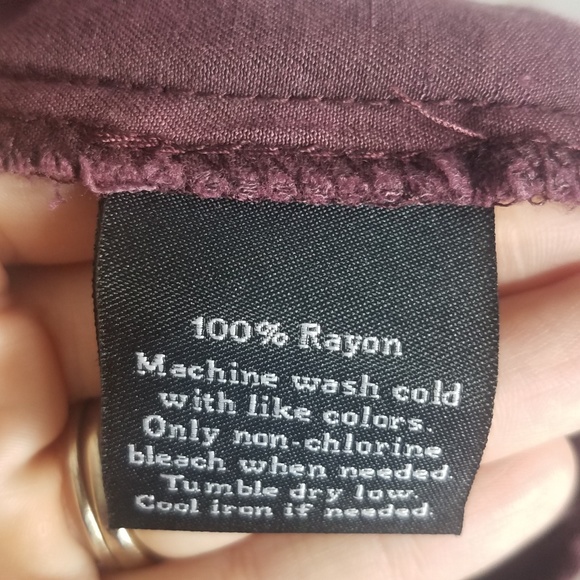 100% Rayon
Machine wash cold
with like colors.
Only non-chlorine
bleach when needed.
Tumble dry low.
Cool iron if needed.